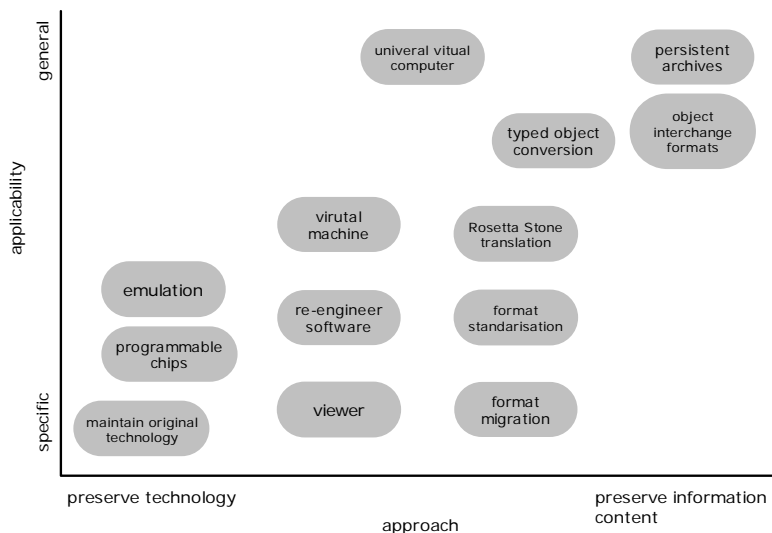 general
univeral vitual
computer
persistent
archives
object
interchange
formats
typed object
conversion
applicability
virutal
machine
Rosetta Stone
translation
emulation
re-engineer
software
format
standarisation
programmable
chips
specific
maintain original
technology
viewer
format
migration
preserve technology
preserve information
content
approach